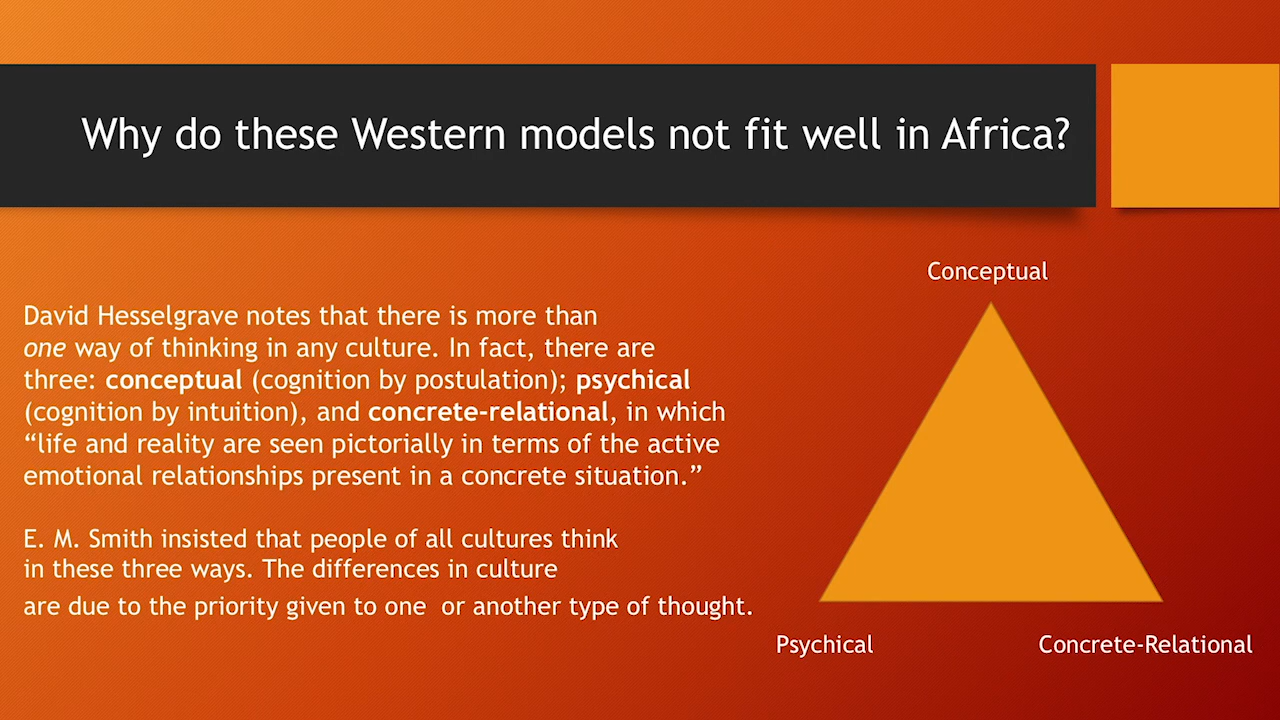 Why do these Western models not fit well in Africa?
David Hesselgrave notes that there is more than
one way of thinking in any culture. In fact, there are
three: conceptual (cognition by postulation); psychical
(cognition by intuition), and concrete-relational, in which
“life and reality are seen pictorially in terms of the active
emotional relationships present in a concrete situation.”
E. M. Smith insisted that people of all cultures think
in these three ways. The differences in culture
are due to the priority given to one  or another type of thought.
Conceptual
Psychical
Concrete-Relational